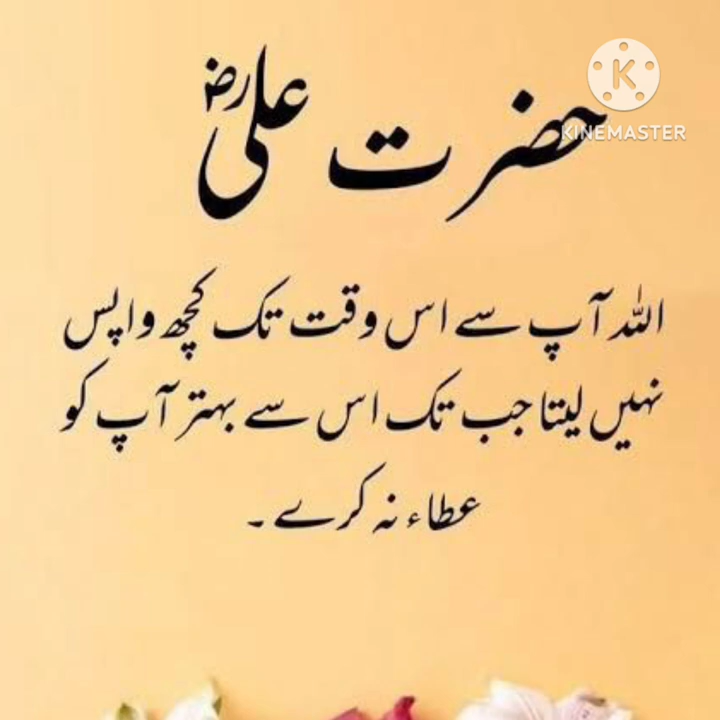 KINEMASTER
حضرت علیؓ
اللہ آپ سے اس وقت تک کچھ واپس
نہیں لیتا جب تک اس سے بہتر آپ کو
عطاء نہ کرے ۔